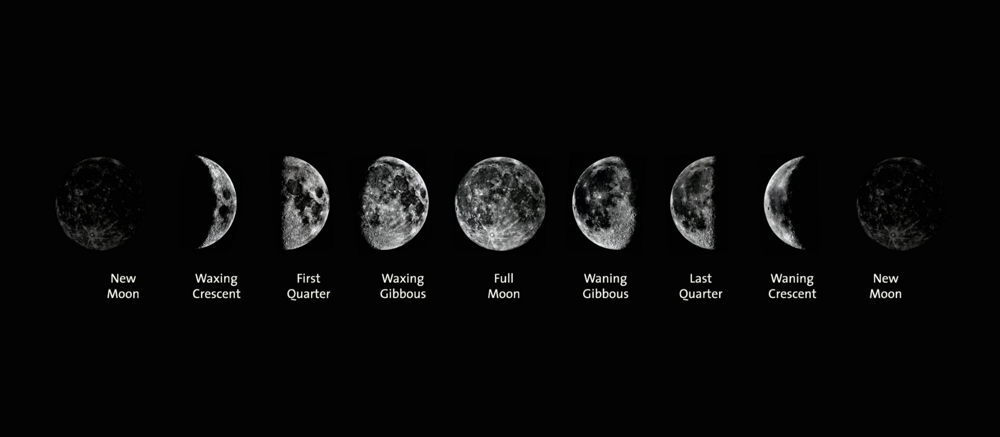 New
Moon
Waxing
Crescent
First
Quarter
Waxing
Gibbous
Full
Moon
Waning
Gibbous
Last
Quarter
Waning
Crescent
New
Moon